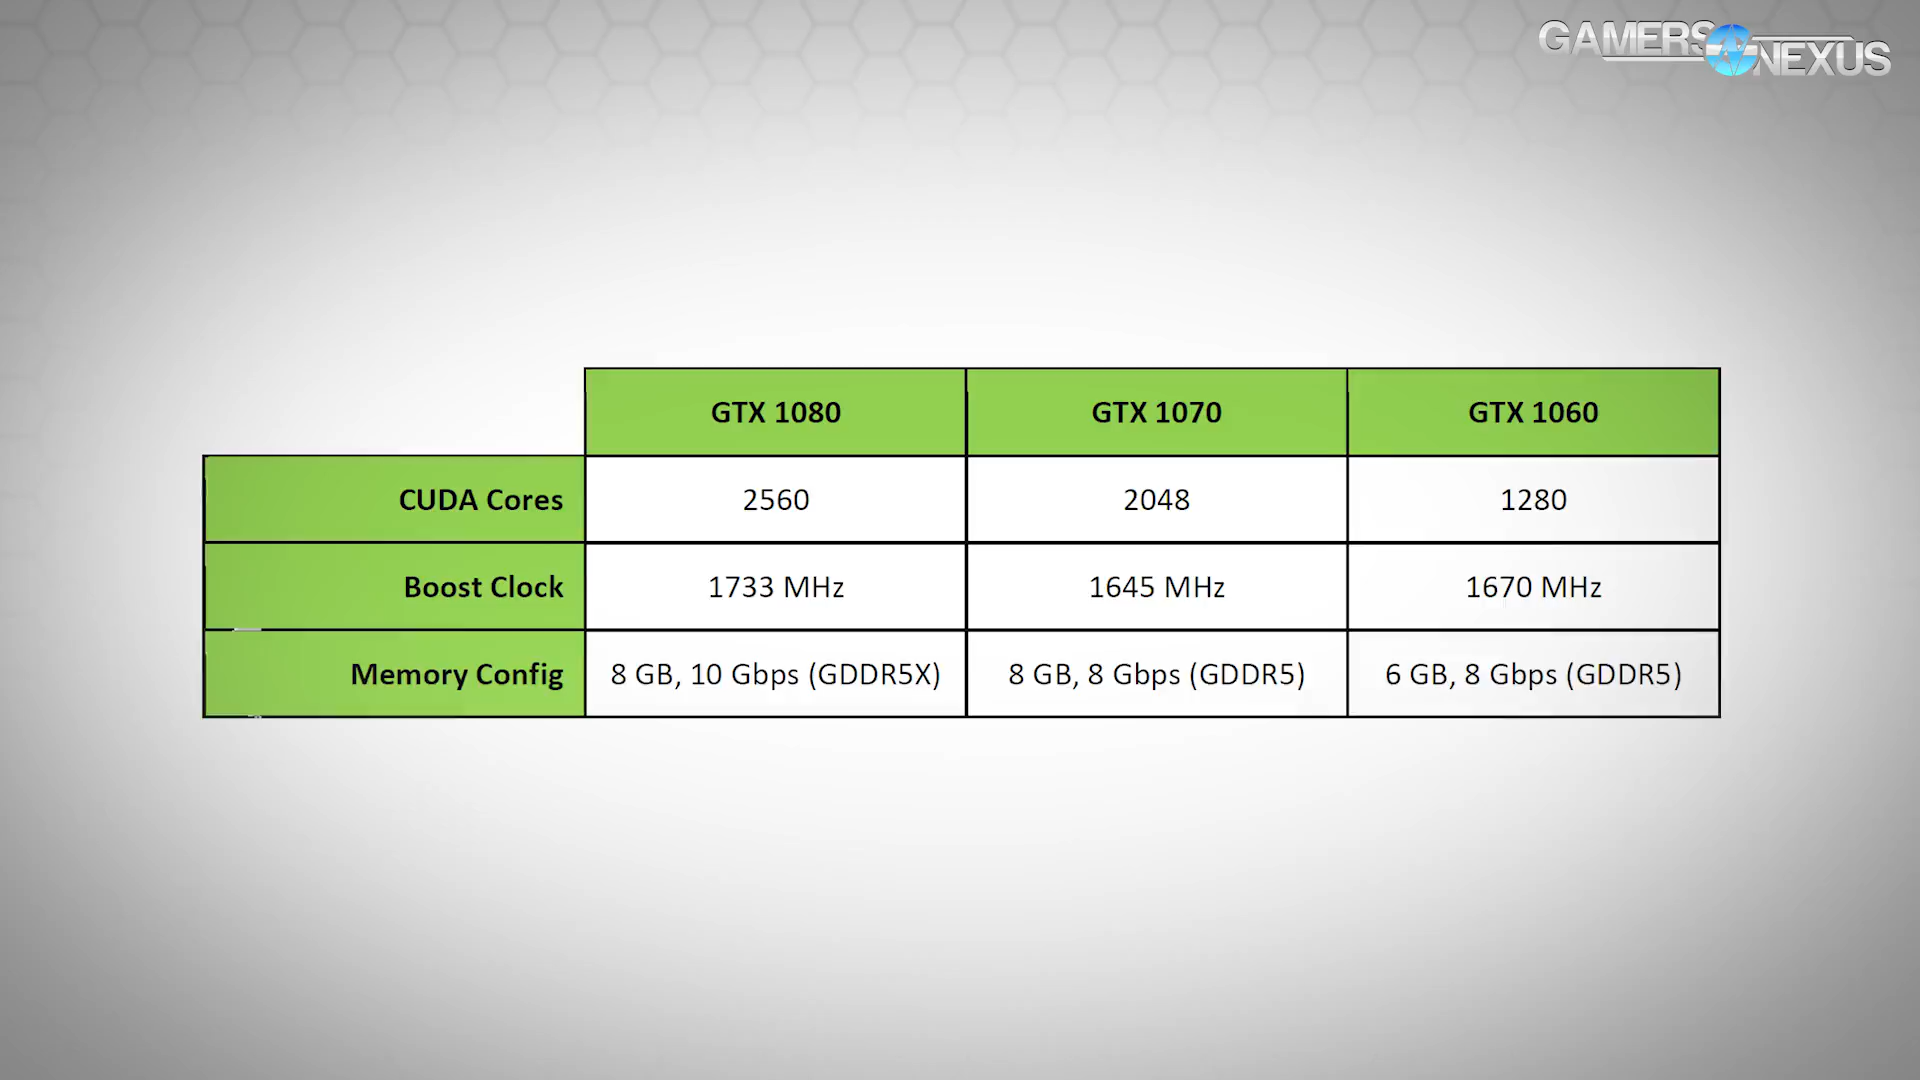 GAMERS NEXUS
GTX 1080 GTX 1070 GTX 1060
CUDA Cores 2560 2048 1280
Boost Clock 1733 MHz 1645 MHz 1670 MHz
Memory Config 8 GB, 10 Gbps (GDDR5X) 8 GB, 8 Gbps (GDDR5) 6 GB, 8 Gbps (GDDR5)